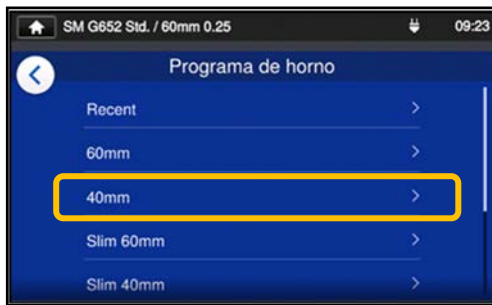 SM G652 Std. / 60mm 0.25 09:23
Programa de horno
Recent
60mm
40mm
Slim 60mm
Slim 40mm